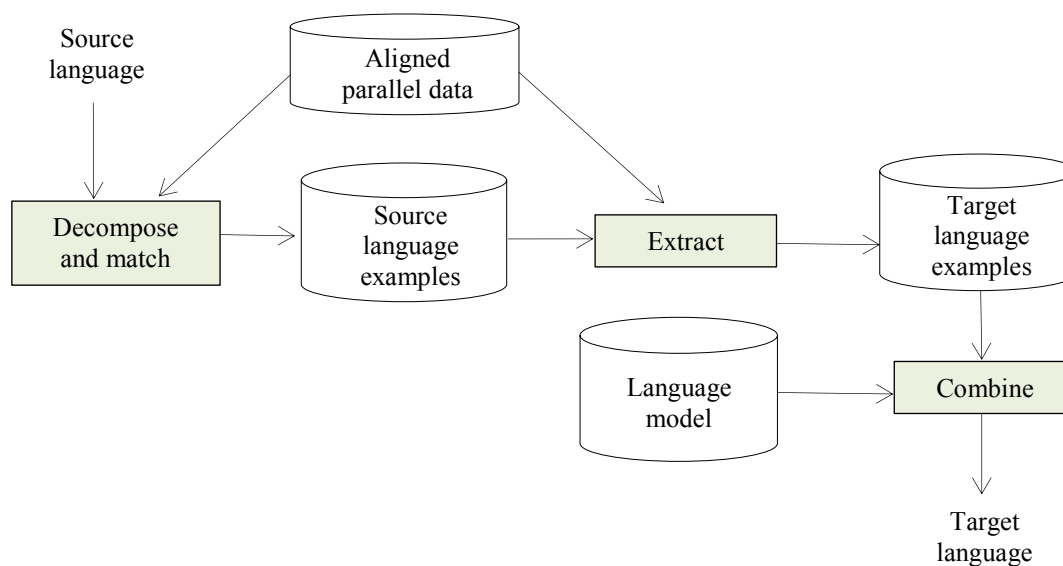 Source
language
Aligned
parallel data
Decompose
and match
Source
language
examples
Extract
Target
language
examples
Language
model
Combine
Target
language